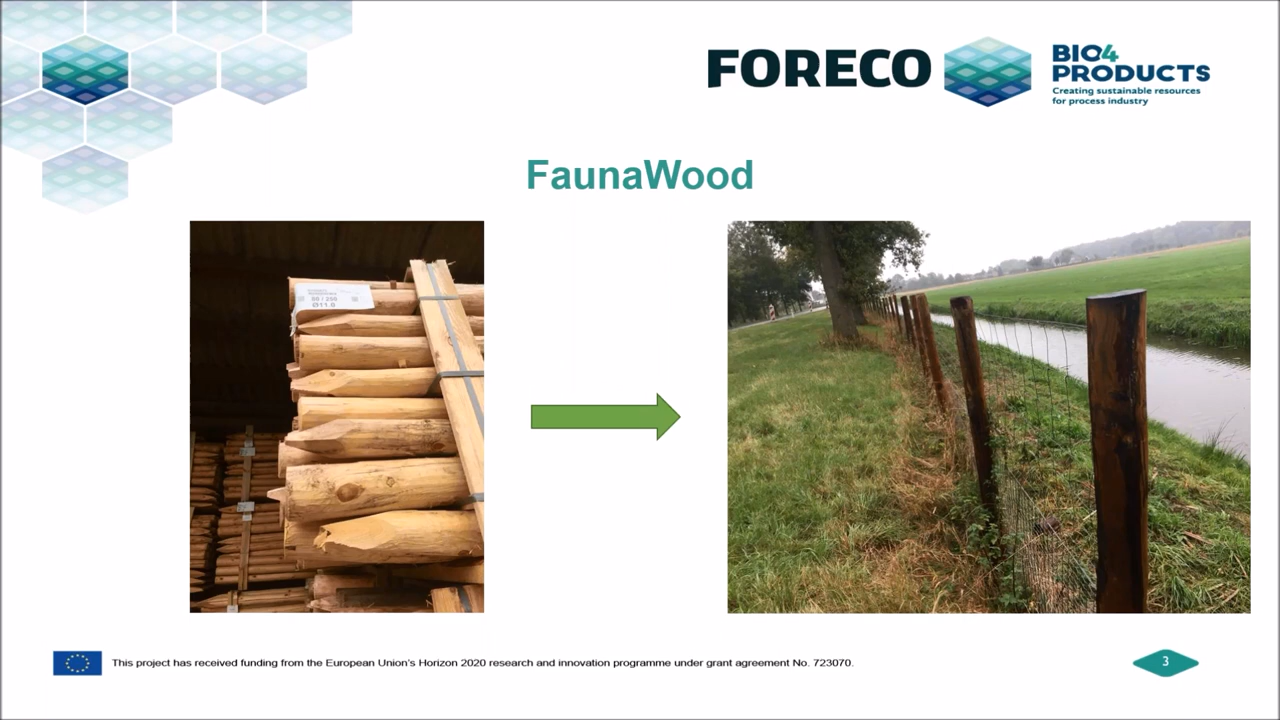 FORECO
BIO4
PRODUCTS
Creating sustainable resources
for process industry
FaunaWood
Ø11.0
This project has received funding from the European Union's Horizon 2020 research and innovation programme under grant agreement No. 723070.
3